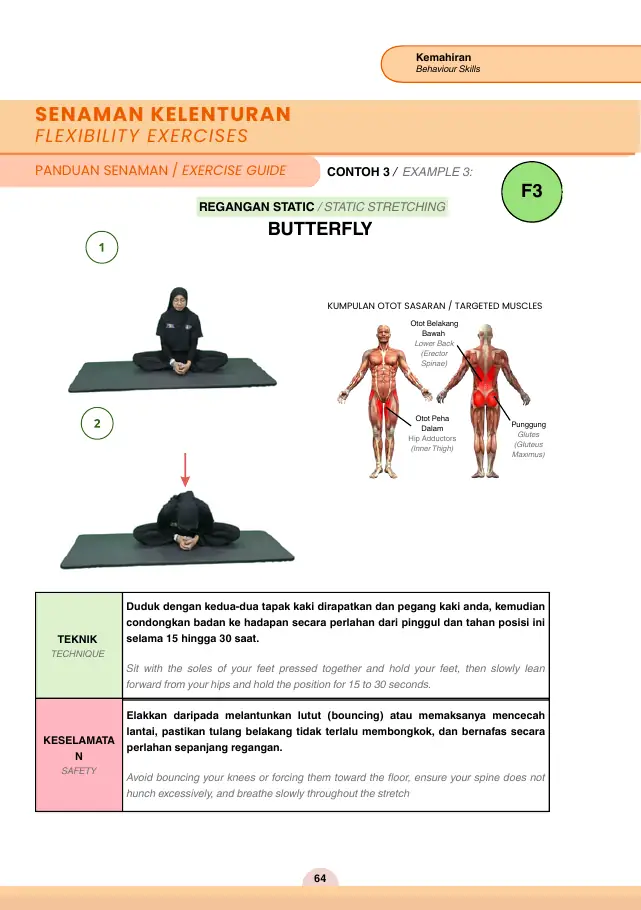 Kemahiran
Behaviour Skills
SENAMAN KELENTURAN
FLEXIBILITY EXERCISES
PANDUAN SENAMAN / EXERCISE GUIDE
CONTOH 3 / EXAMPLE 3:
F3
REGANGAN STATIC / STATIC STRETCHING
BUTTERFLY
1
KUMPULAN OTOT SASARAN / TARGETED MUSCLES
Otot Belakang
Bawah
Lower Back
(Erector
Spinae)
Otot Peha
Dalam
Hip Adductors
(Inner Thigh)
Punggung
Glutes
(Gluteus
Maximus)
2
TEKNIK
TECHNIQUE
Duduk dengan kedua-dua tapak kaki dirapatkan dan pegang kaki anda, kemudian
condongkan badan ke hadapan secara perlahan dari pinggul dan tahan posisi ini
selama 15 hingga 30 saat.
Sit with the soles of your feet pressed together and hold your feet, then slowly lean
forward from your hips and hold the position for 15 to 30 seconds.
KESELAMATA
N
SAFETY
Elakkan daripada melantunkan lutut (bouncing) atau memaksanya mencecah
lantai, pastikan tulang belakang tidak terlalu membongkok, dan bernafas secara
perlahan sepanjang regangan.
Avoid bouncing your knees or forcing them toward the floor, ensure your spine does not
hunch excessively, and breathe slowly throughout the stretch
64